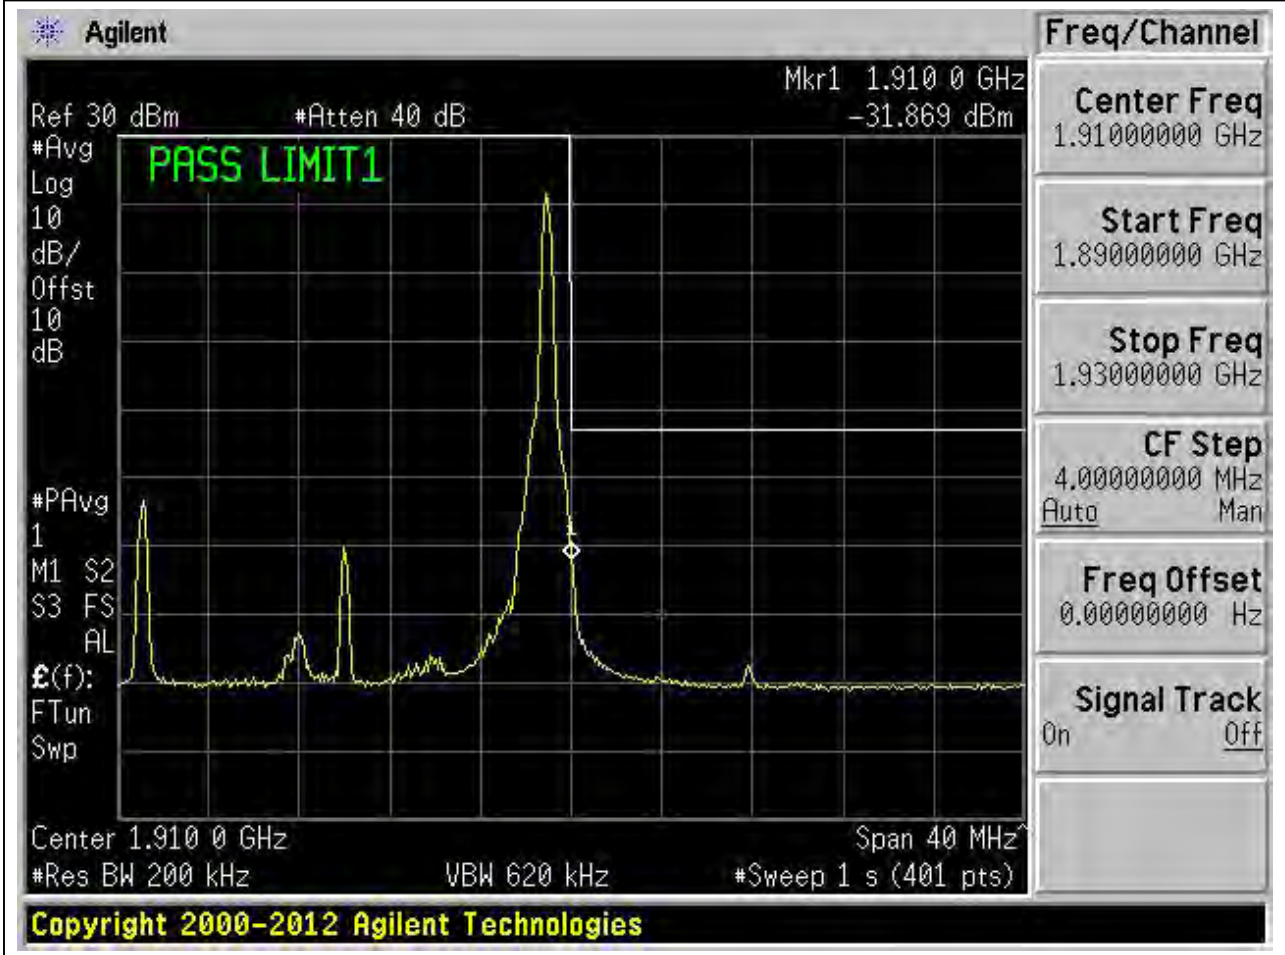 Agilent
Freq/Channel
Mkr1 1.910 0 GHz
Ref 30 dBm #Atten 40 dB -31.869 dBm
#Avg
Log
10
dB/
Offst
10
dB
PASS LIMIT1
#PAvg
1
M1 S2
S3 FS
AL
£(f):
FTun
Swp
1
Center 1.910 0 GHz Span 40 MHz^
#Res BW 200 kHz VBW 620 kHz #Sweep 1 s (401 pts)
Copyright 2000-2012 Agilent Technologies
Center Freq
1.91000000 GHz
Start Freq
1.89000000 GHz
Stop Freq
1.93000000 GHz
CF Step
4.00000000 MHz
Auto Man
Freq Offset
0.00000000 Hz
Signal Track
On Off